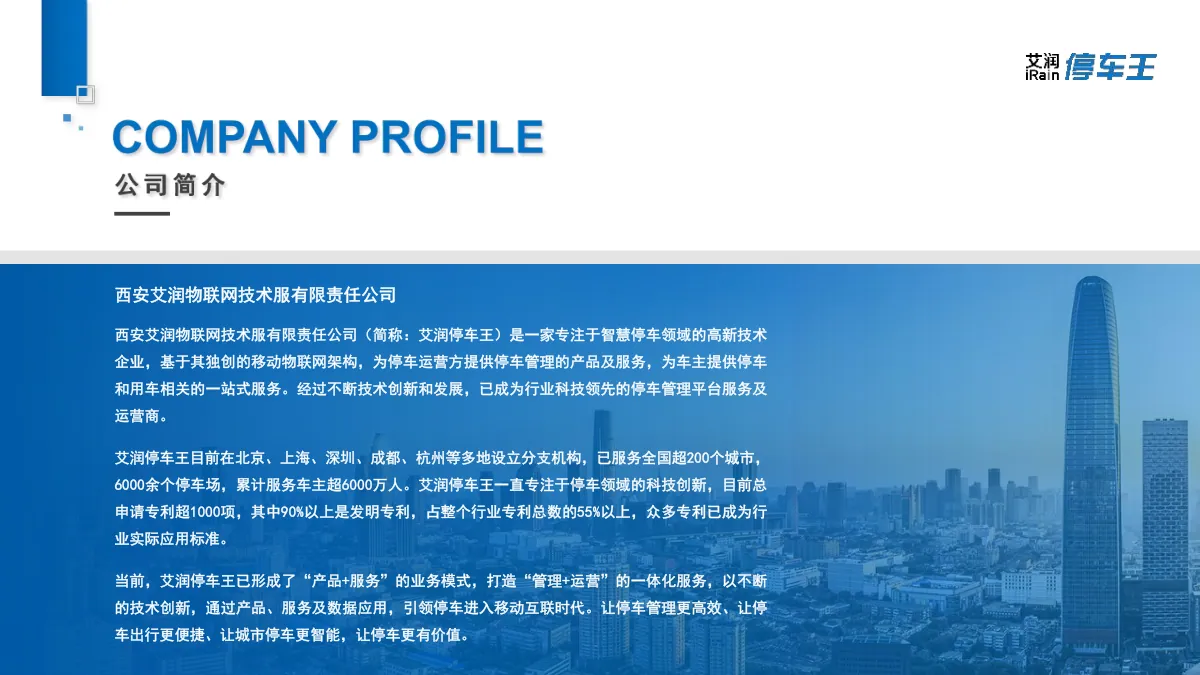 艾润
iRain 停车王
COMPANY PROFILE
公司简介
西安艾润物联网技术服有限责任公司
西安艾润物联网技术服有限责任公司（简称：艾润停车王）是一家专注于智慧停车领域的高新技术
企业，基于其独创的移动物联网架构，为停车运营方提供停车管理的产品及服务，为车主提供停车
和用车相关的一站式服务。经过不断技术创新和发展，已成为行业科技领先的停车管理平台服务及
运营商。
艾润停车王目前在北京、上海、深圳、成都、杭州等多地设立分支机构，已服务全国超200个城市，
6000余个停车场，累计服务车主超6000万人。艾润停车王一直专注于停车领域的科技创新，目前总
申请专利超1000项，其中90%以上是发明专利，占整个行业专利总数的55%以上，众多专利已成为行
业实际应用标准。
当前，艾润停车王已形成了“产品+服务”的业务模式，打造“管理+运营”的一体化服务，以不断
的技术创新，通过产品、服务及数据应用，引领停车进入移动互联时代。让停车管理更高效、让停
车出行更便捷、让城市停车更智能，让停车更有价值。